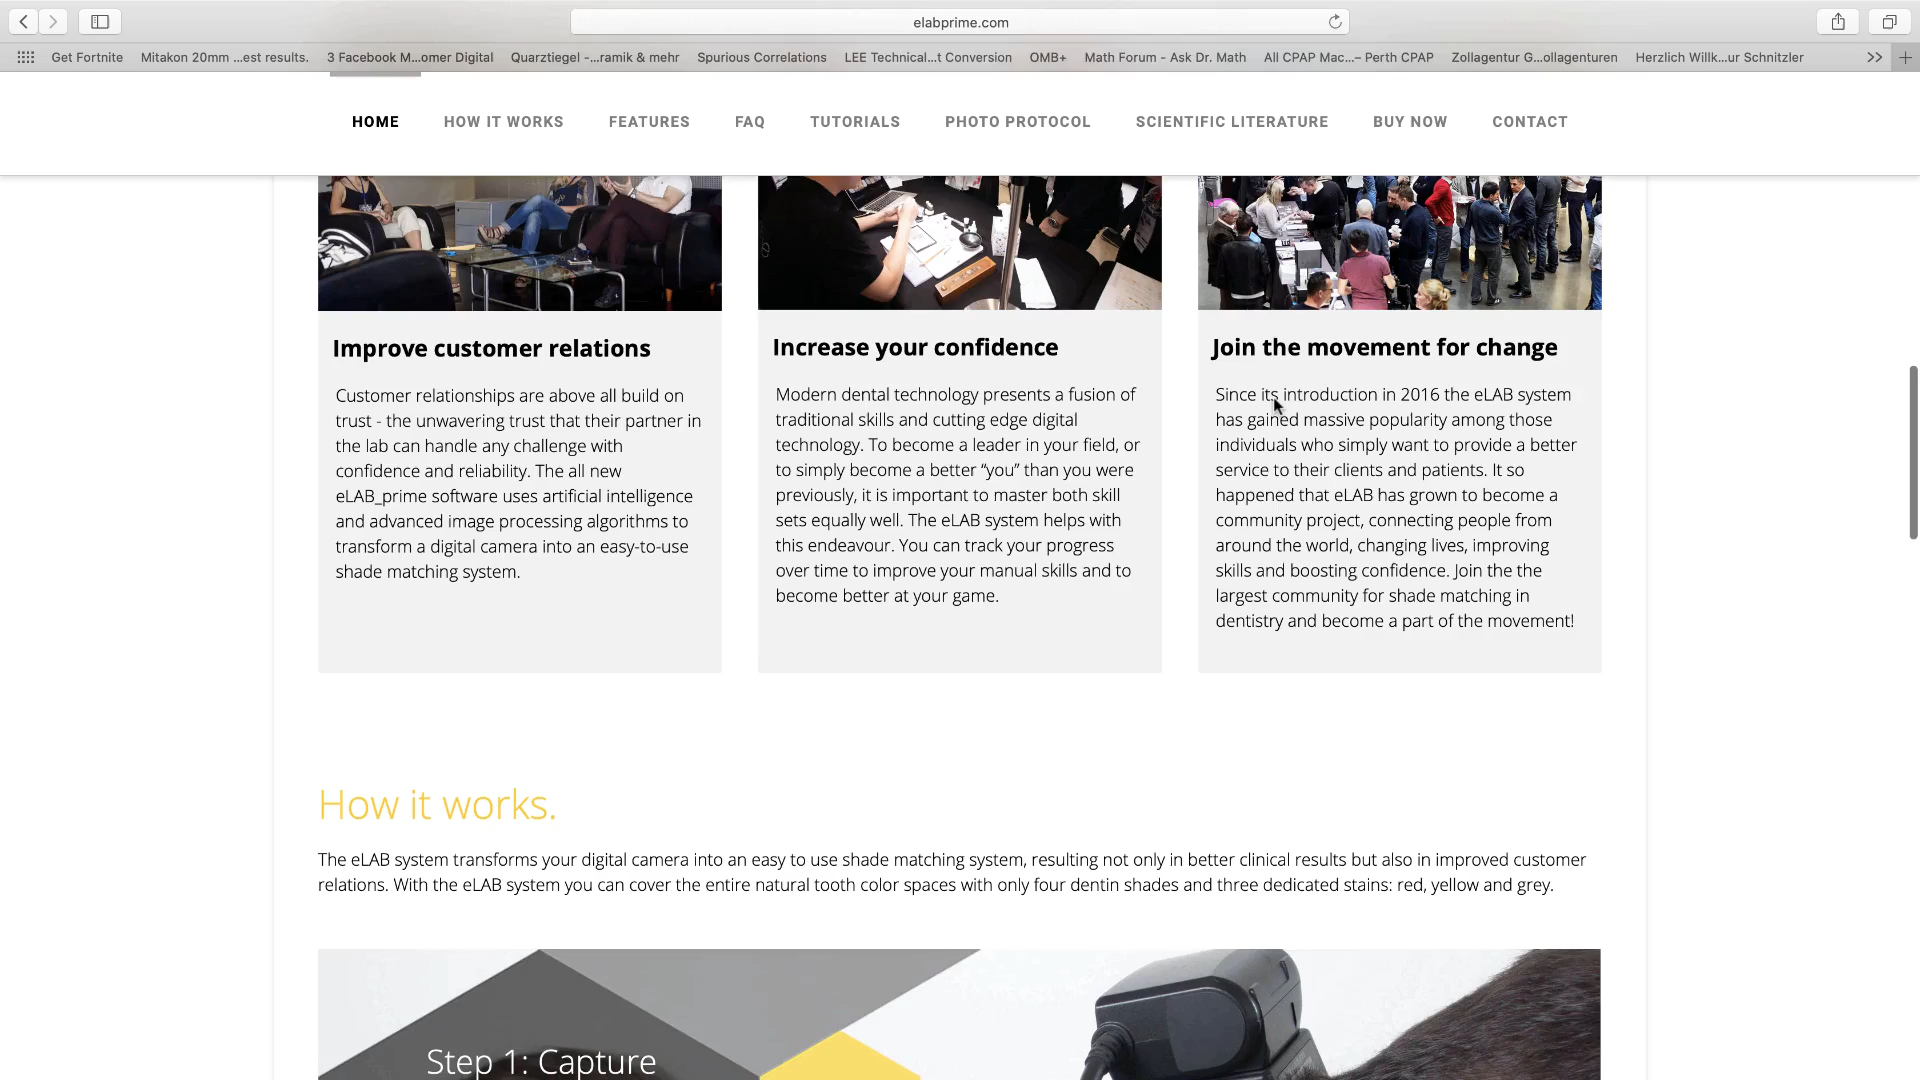 elabprime.com
Get Fortnite Mitakon 20mm ...est results. 3 Facebook M...omer Digital Quarztiegel -...ramik & mehr Spurious Correlations LEE Technical...t Conversion OMB+ Math Forum - Ask Dr. Math All CPAP Mac...– Perth CPAP Zollagentur G...ollagenturen Herzlich Willk...ur Schnitzler
HOME HOW IT WORKS FEATURES FAQ TUTORIALS PHOTO PROTOCOL SCIENTIFIC LITERATURE BUY NOW CONTACT
Improve customer relations
Customer relationships are above all build on
trust - the unwavering trust that their partner in
the lab can handle any challenge with
confidence and reliability. The all new
eLAB_prime software uses artificial intelligence
and advanced image processing algorithms to
transform a digital camera into an easy-to-use
shade matching system.
Increase your confidence
Modern dental technology presents a fusion of
traditional skills and cutting edge digital
technology. To become a leader in your field, or
to simply become a better “you” than you were
previously, it is important to master both skill
sets equally well. The eLAB system helps with
this endeavour. You can track your progress
over time to improve your manual skills and to
become better at your game.
Join the movement for change
Since its introduction in 2016 the eLAB system
has gained massive popularity among those
individuals who simply want to provide a better
service to their clients and patients. It so
happened that eLAB has grown to become a
community project, connecting people from
around the world, changing lives, improving
skills and boosting confidence. Join the the
largest community for shade matching in
dentistry and become a part of the movement!
How it works.
The eLAB system transforms your digital camera into an easy to use shade matching system, resulting not only in better clinical results but also in improved customer
relations. With the eLAB system you can cover the entire natural tooth color spaces with only four dentin shades and three dedicated stains: red, yellow and grey.
Step 1: Capture